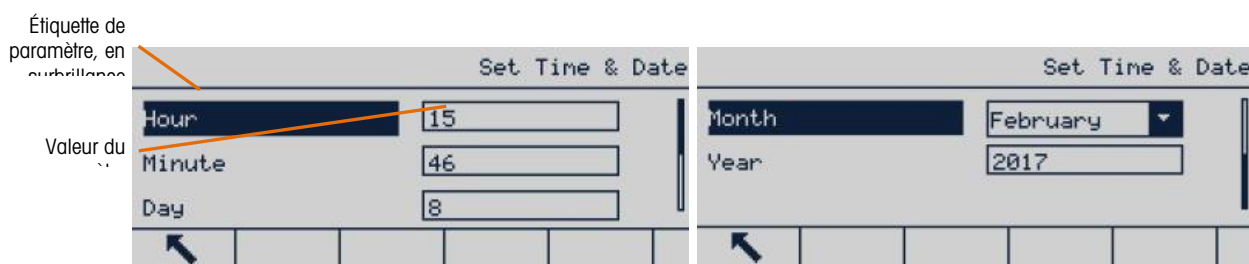 Étiquette de
paramètre, en
surbrillance
Valeur du
Set Time & Date
Hour
15
Minute
46
Day
8
Set Time & Date
Month
February
Year
2017